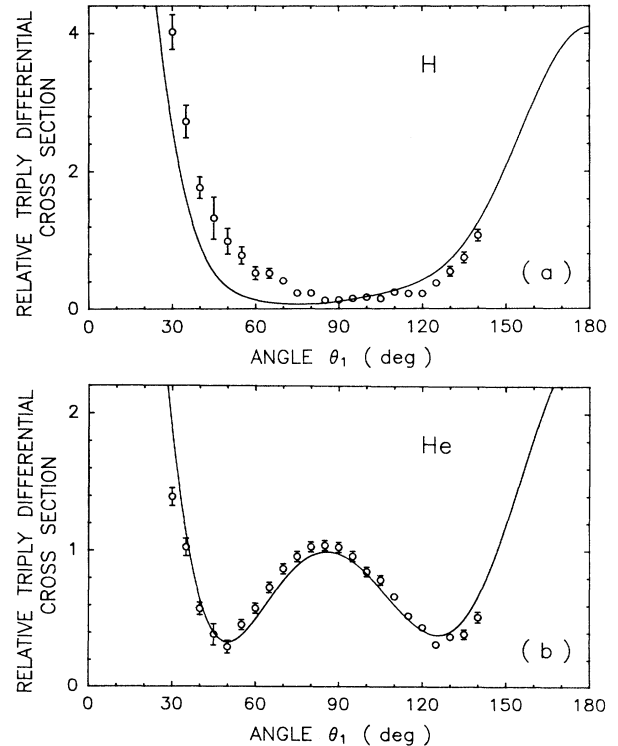 RELATIVE TRIPLY DIFFERENTIAL
CROSS SECTION
4
2
0
H
( a )
0 30 60 90 120 150 180
ANGLE θ1 ( deg )
RELATIVE TRIPLY DIFFERENTIAL
CROSS SECTION
2
1
0
He
( b )
0 30 60 90 120 150 180
ANGLE θ1 ( deg )